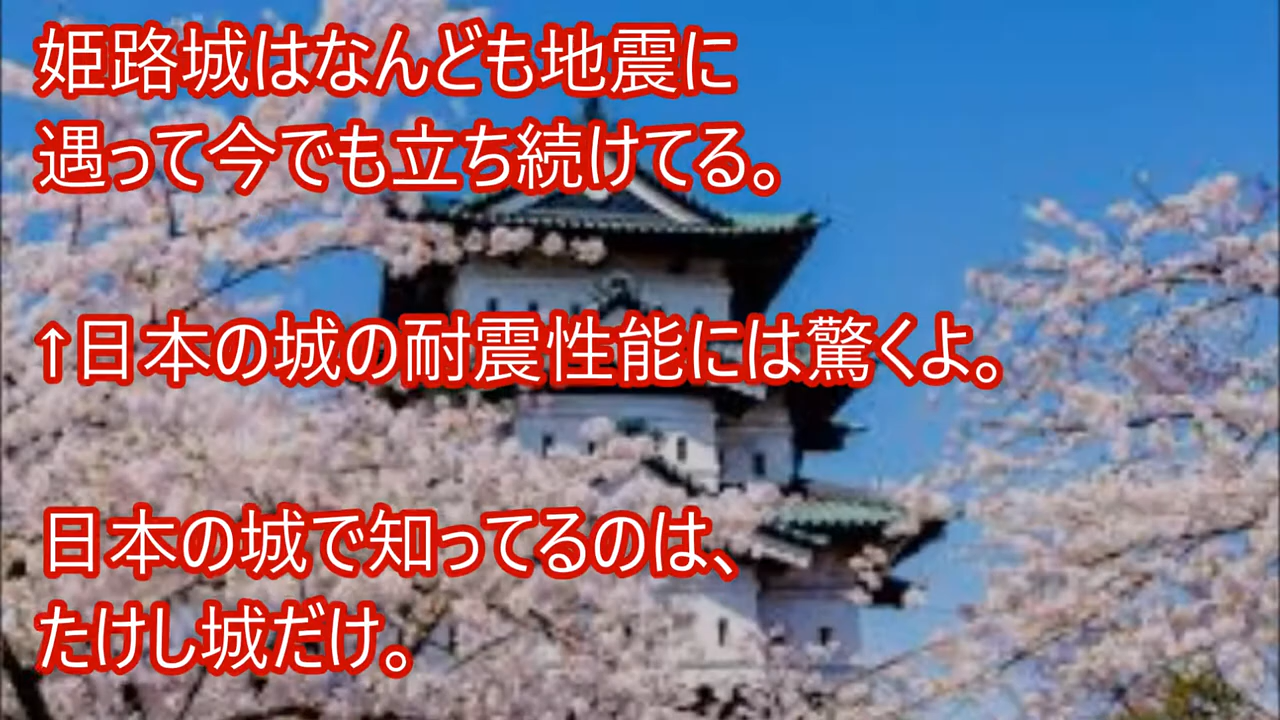 姫路城はなんども地震に
遇って今でも立ち続けてる。
↑日本の城の耐震性能には驚くよ。
日本の城で知ってるのは、
たけし城だけ。